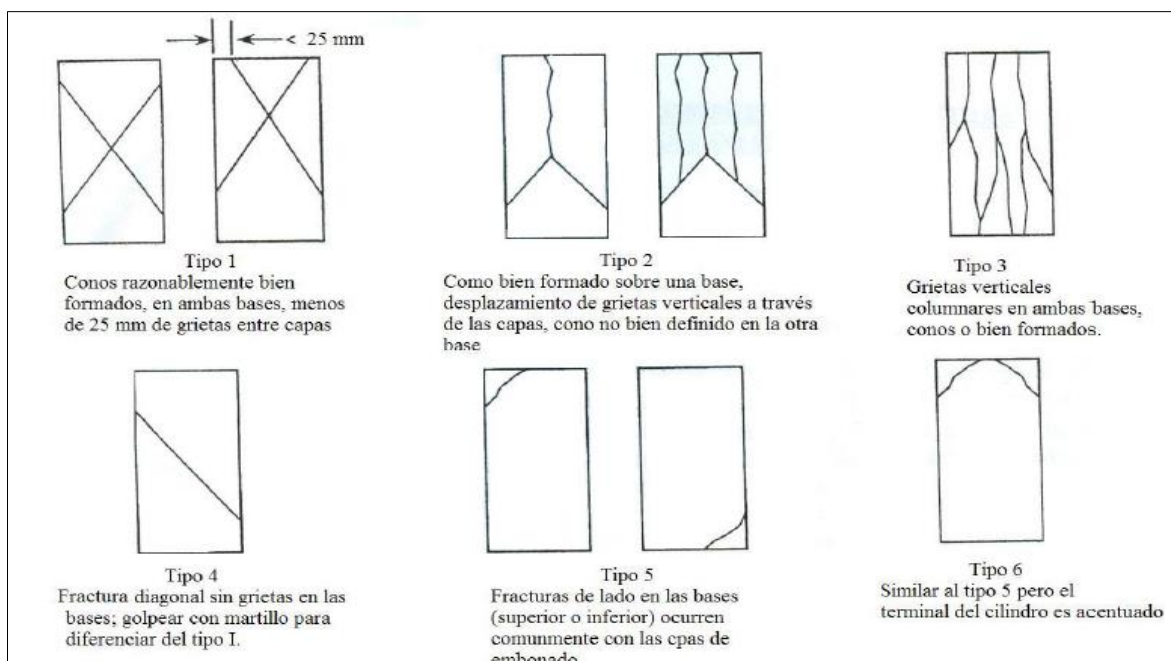 < 25 mm
Tipo 1
Conos razonablemente bien
formados, en ambas bases, menos
de 25 mm de grietas entre capas
Tipo 2
Como bien formado sobre una base,
desplazamiento de grietas verticales a través
de las capas, cono no bien definido en la otra
base
Tipo 3
Grietas verticales
columnares en ambas bases,
conos o bien formados.
Tipo 4
Fractura diagonal sin grietas en las
bases; golpear con martillo para
diferenciar del tipo I.
Tipo 5
Fracturas de lado en las bases
(superior o inferior) ocurren
comunmente con las cpas de
embonado
Tipo 6
Similar al tipo 5 pero el
terminal del cilindro es acentuado